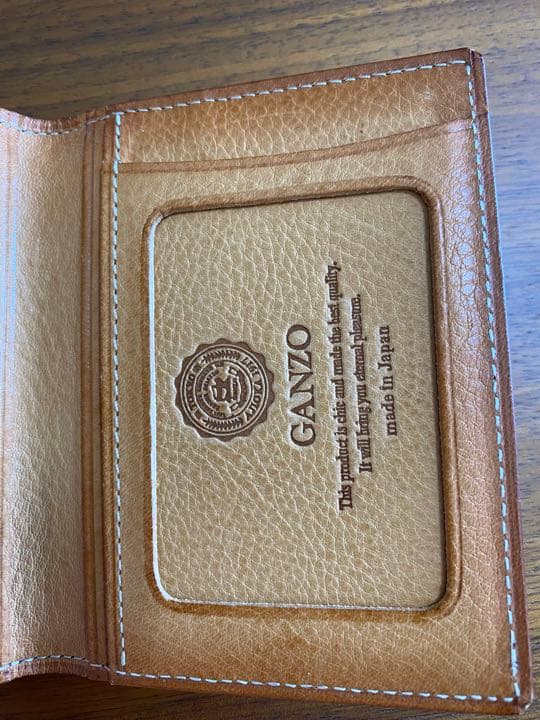 GANZO
This product is chic and made the best quality.
It will bring you eternal pleasure.
made in Japan